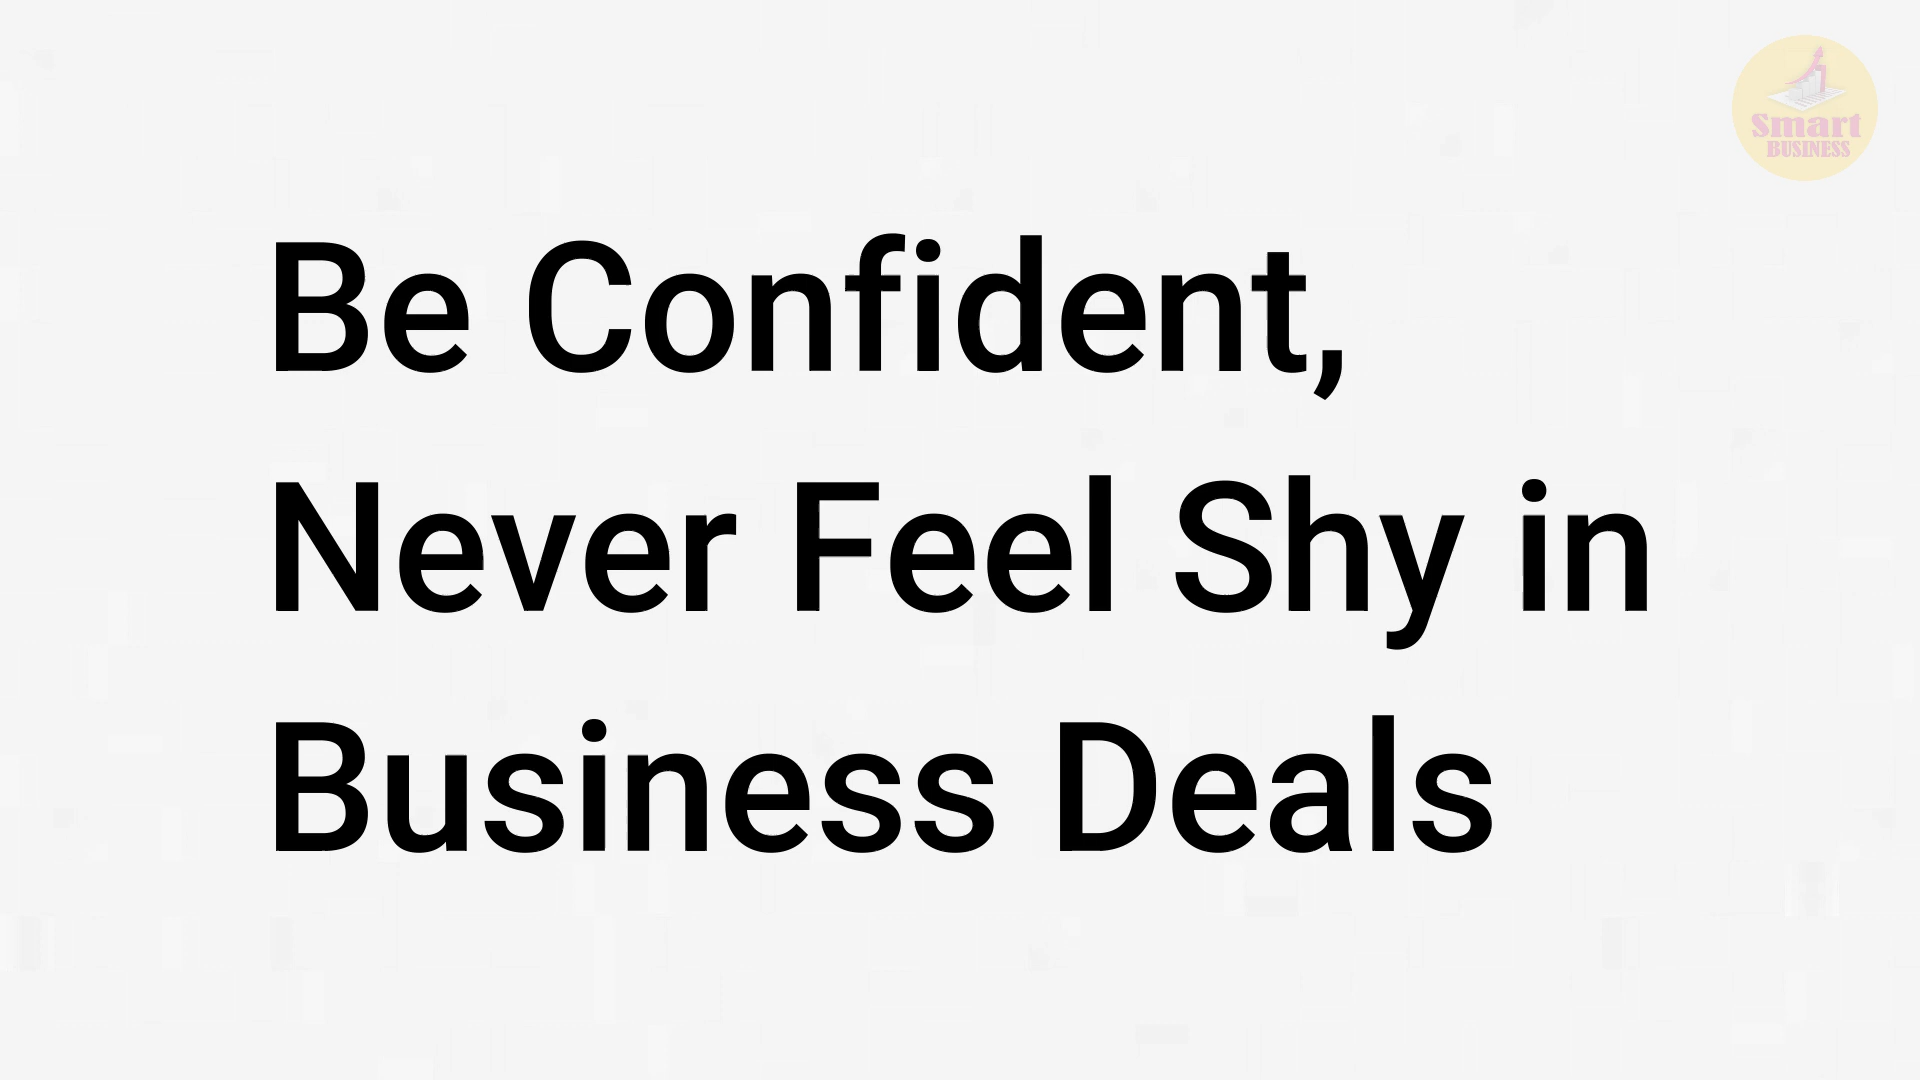 Smart
BUSINESS
Be Confident,
Never Feel Shy in
Business Deals